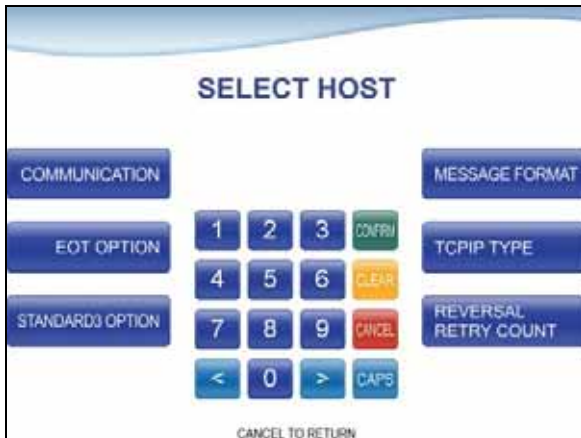 SELECT HOST
COMMUNICATION
MESSAGE FORMAT
EOT OPTION
TCPIP TYPE
STANDARD3 OPTION
REVERSAL
RETRY COUNT
1 2 3 CONFIRM
4 5 6 CLEAR
7 8 9 CANCEL
< 0 > CAPS
CANCEL TO RETURN